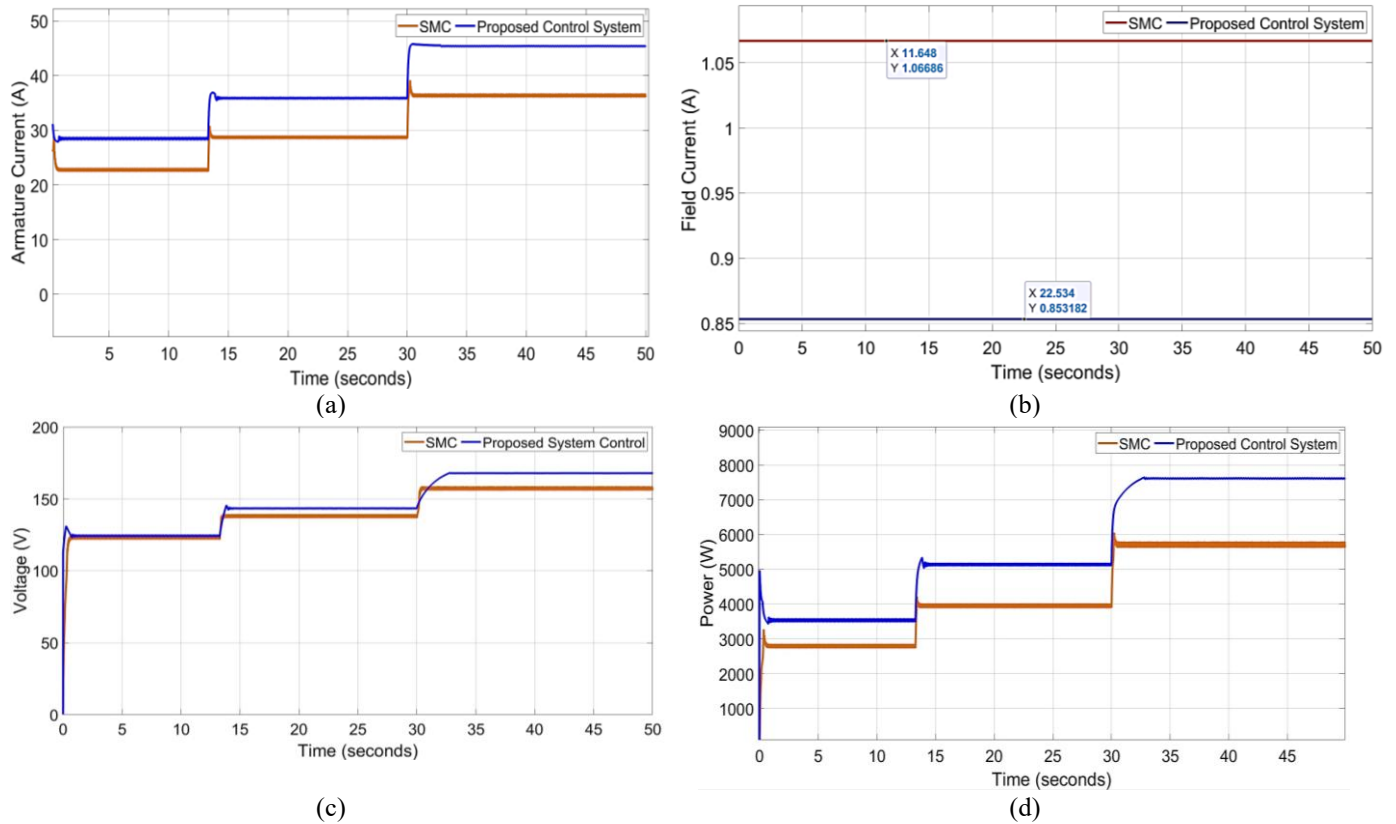 SMC Proposed Control System
50
40
30
20
10
0
Armature Current (A)
5 10 15 20 25 30 35 40 45 50
Time (seconds)
(a)
SMC Proposed Control System
1.05
1
0.95
0.9
0.85
Field Current (A)
X 11.648
Y 1.06686
X 22.534
Y 0.853182
0 5 10 15 20 25 30 35 40 45 50
Time (seconds)
(b)
SMC Proposed System Control
200
150
100
50
0
Voltage (V)
0 5 10 15 20 25 30 35 40 45 50
Time (seconds)
(c)
SMC Proposed Control System
9000
8000
7000
6000
5000
4000
3000
2000
1000
Power (W)
0 5 10 15 20 25 30 35 40 45
Time (seconds)
(d)